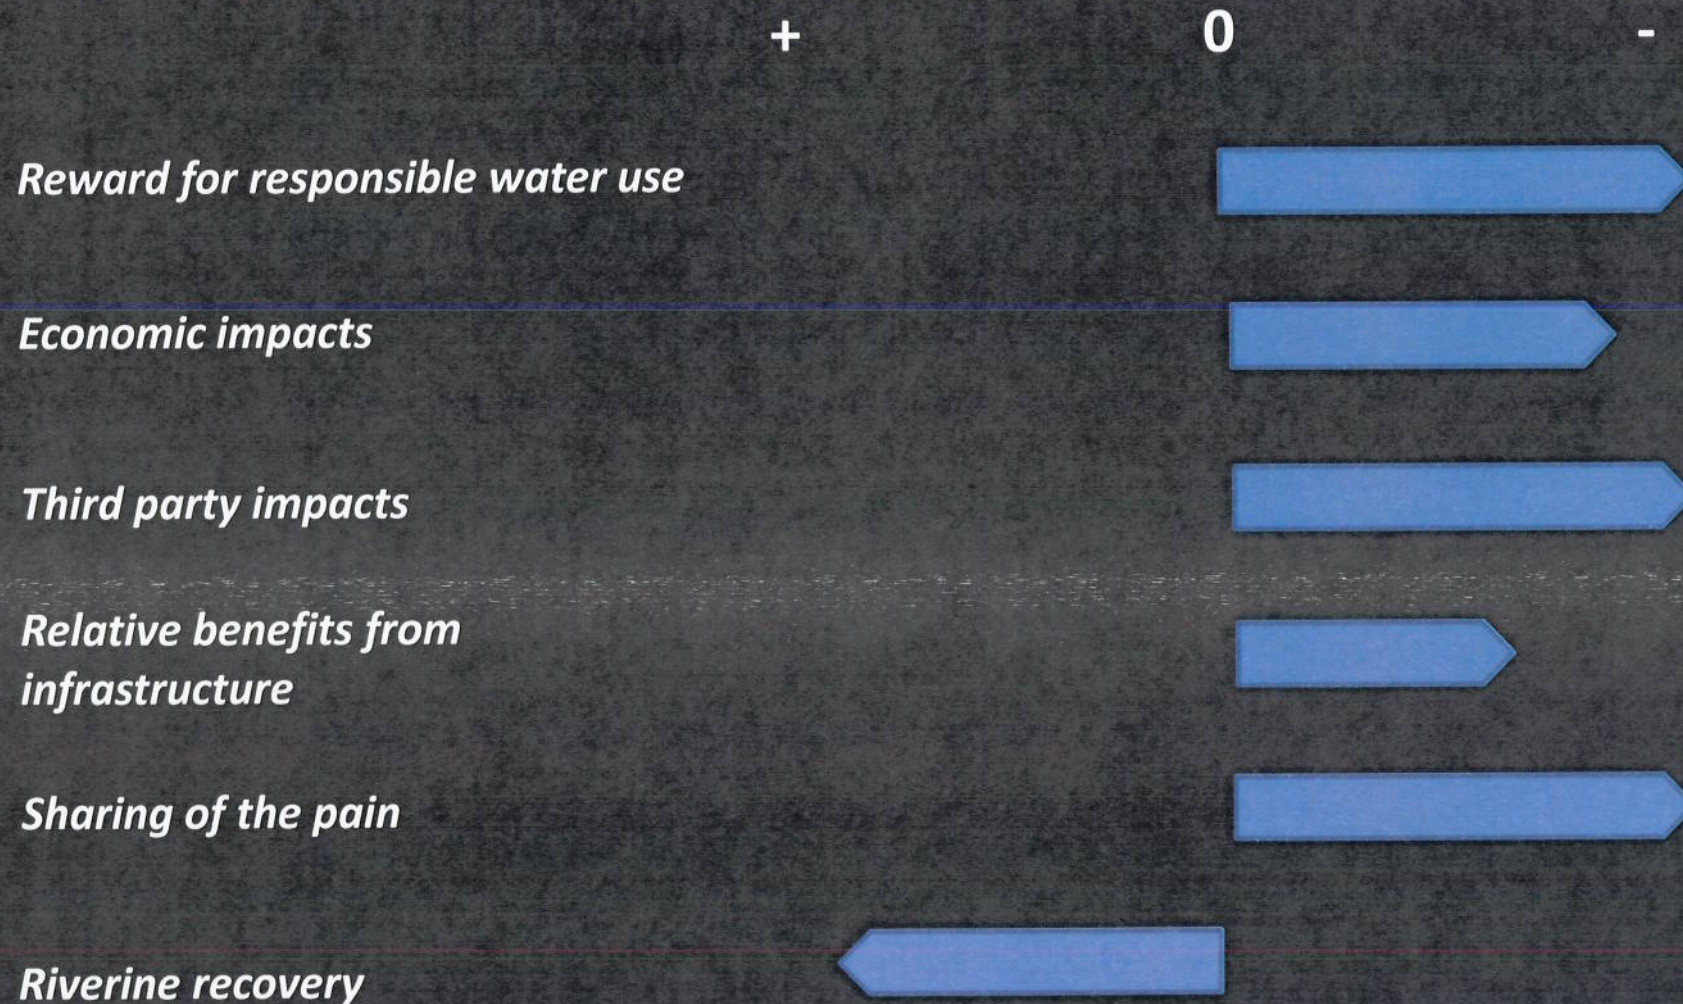 + 0 -
Reward for responsible water use
Economic impacts
Third party impacts
Relative benefits from
infrastructure
Sharing of the pain
Riverine recovery